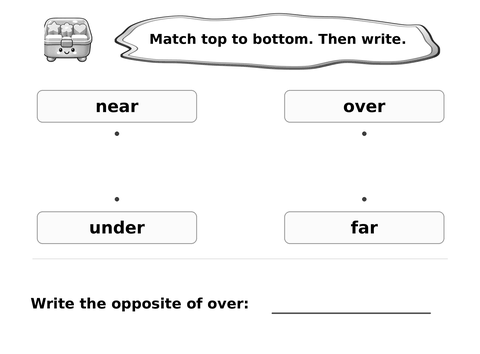 Match top to bottom. Then write.
near
over
under
far
Write the opposite of over: